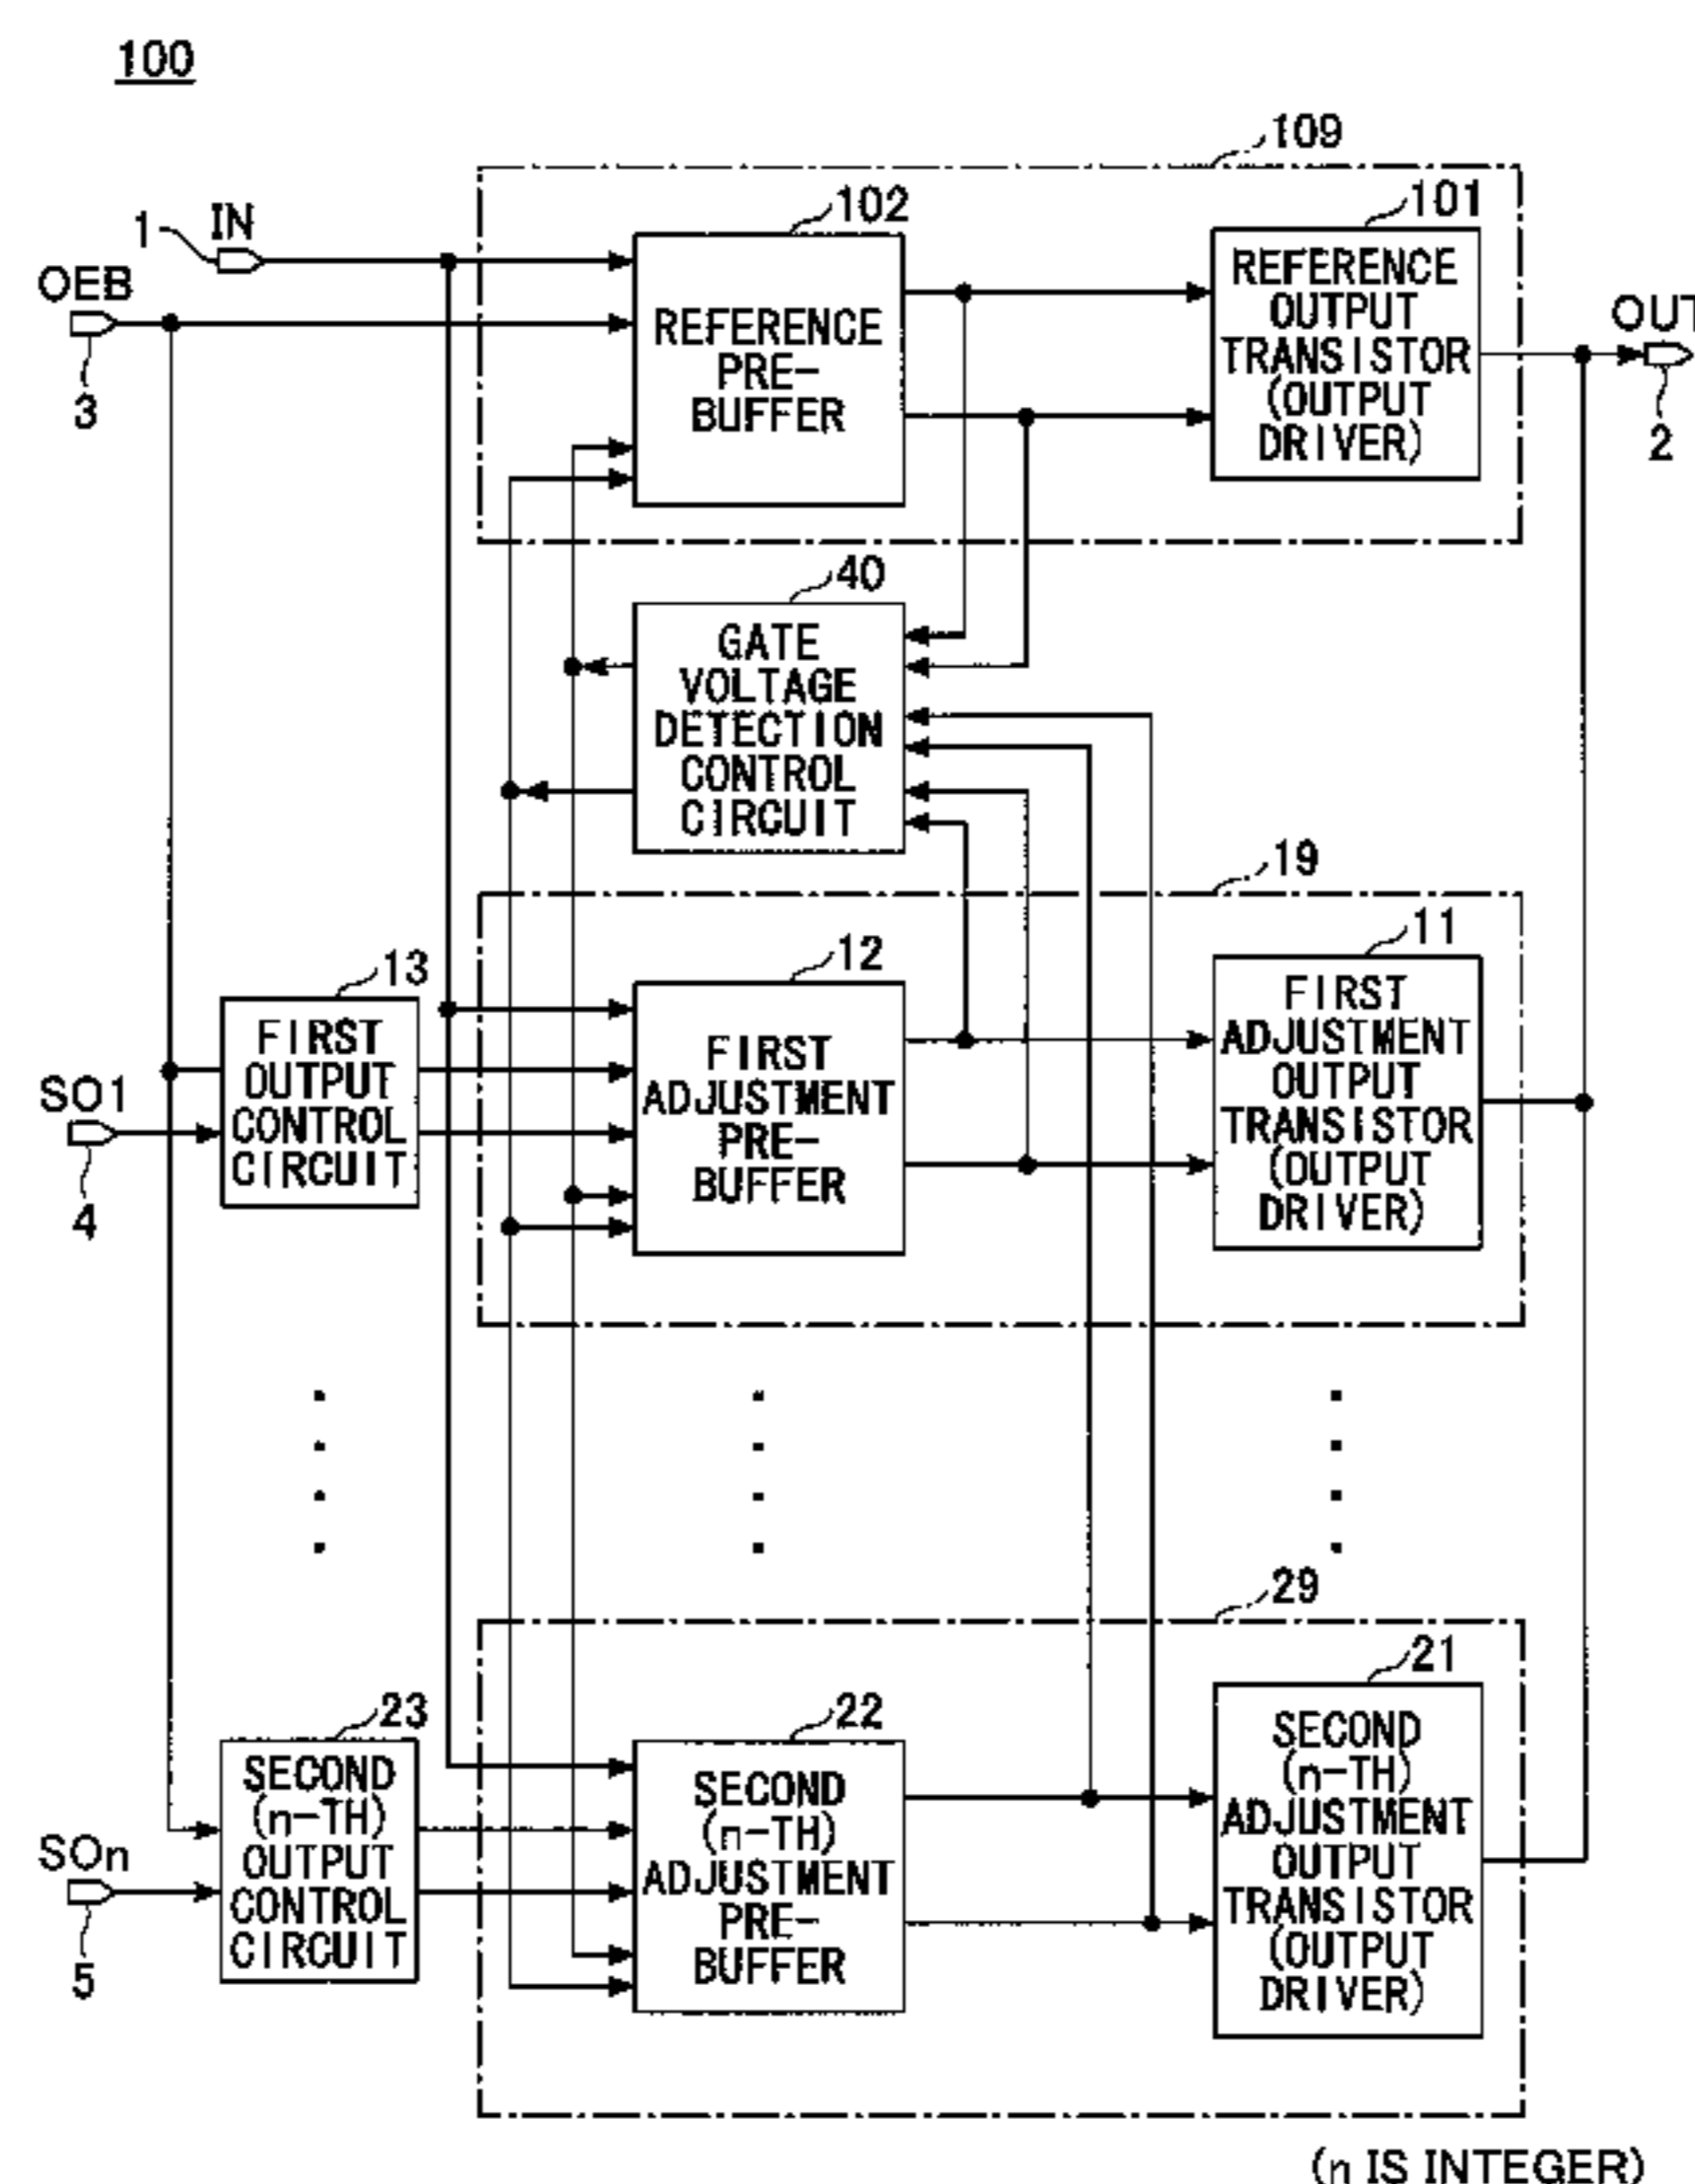 100
109
102
101
1
IN
OEB
3
REFERENCE
PRE-
BUFFER
REFERENCE
OUTPUT
TRANSISTOR
(OUTPUT
DRIVER)
OUT
2
40
GATE
VOLTAGE
DETECTION
CONTROL
CIRCUIT
19
13
12
11
FIRST
OUTPUT
CONTROL
CIRCUIT
SO1
4
FIRST
ADJUSTMENT
PRE-
BUFFER
FIRST
ADJUSTMENT
OUTPUT
TRANSISTOR
(OUTPUT
DRIVER)
29
23
22
21
SECOND
(n-TH)
OUTPUT
CONTROL
CIRCUIT
SOn
5
SECOND
(n-TH)
ADJUSTMENT
PRE-
BUFFER
SECOND
(n-TH)
ADJUSTMENT
OUTPUT
TRANSISTOR
(OUTPUT
DRIVER)
(n IS INTEGER)